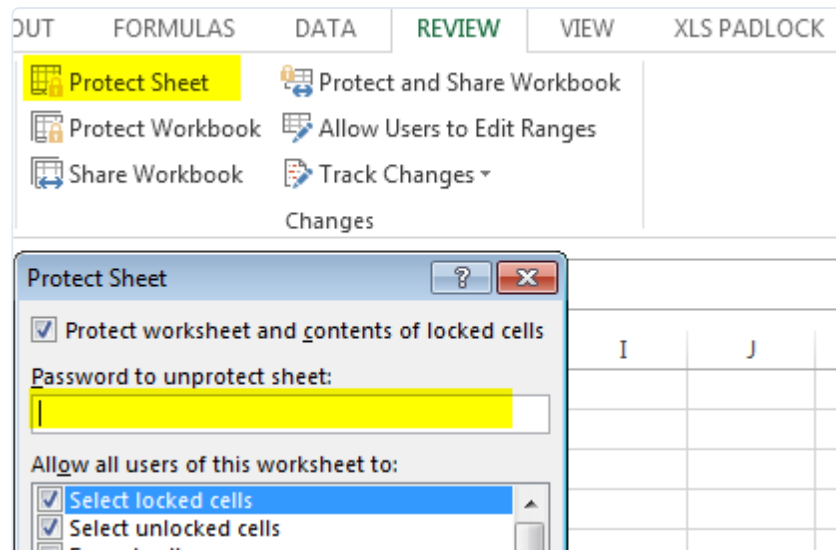 OUT FORMULAS DATA REVIEW VIEW XLS PADLOCK
Protect Sheet Protect and Share Workbook
Protect Workbook Allow Users to Edit Ranges
Share Workbook Track Changes
Changes
Protect Sheet ?
Protect worksheet and contents of locked cells
I J
Password to unprotect sheet:
Allow all users of this worksheet to:
Select locked cells
Select unlocked cells